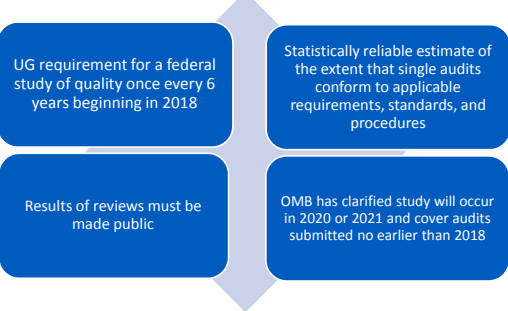 UG requirement for a federal
study of quality once every 6
years beginning in 2018
Statistically reliable estimate of
the extent that single audits
conform to applicable
requirements, standards, and
procedures
Results of reviews must be
made public
OMB has clarified study will occur
in 2020 or 2021 and cover audits
submitted no earlier than 2018